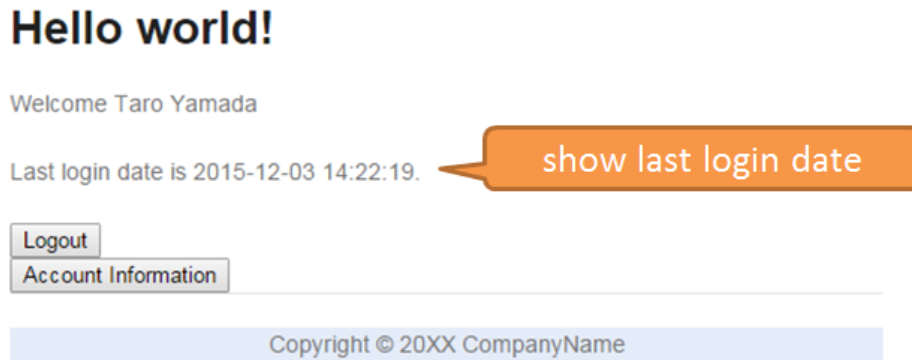 Hello world!
Welcome Taro Yamada
Last login date is 2015-12-03 14:22:19.
show last login date
Logout
Account Information
Copyright © 20XX CompanyName